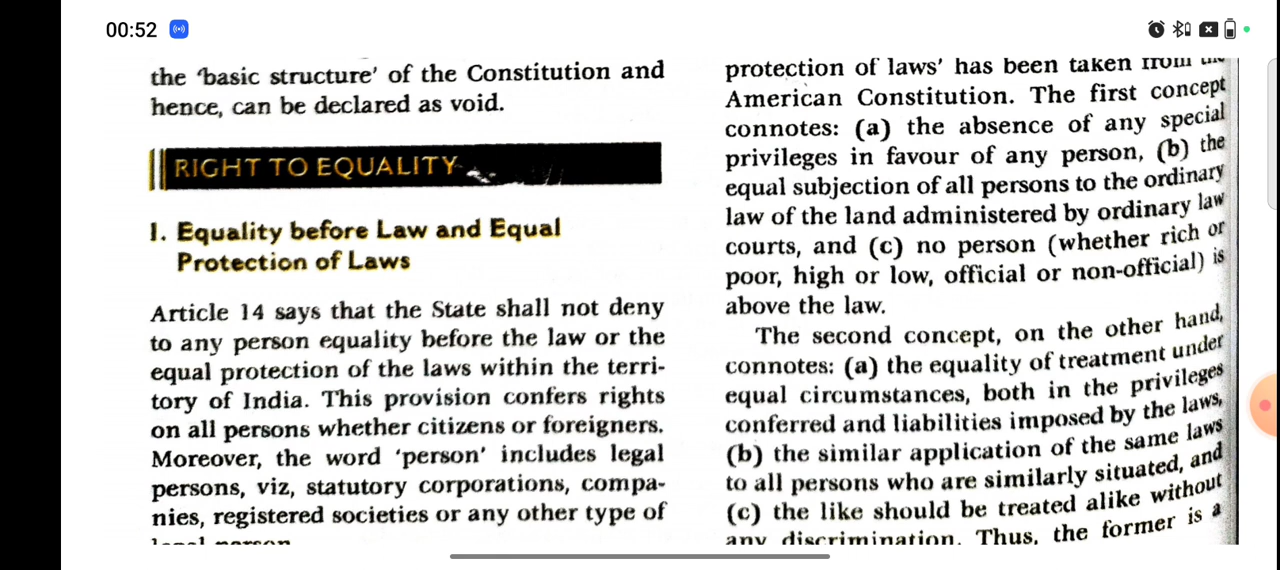 00:52
the 'basic structure' of the Constitution and
hence, can be declared as void.
RIGHT TO EQUALITY
1. Equality before Law and Equal
Protection of Laws
Article 14 says that the State shall not deny
to any person equality before the law or the
equal protection of the laws within the terri-
tory of India. This provision confers rights
on all persons whether citizens or foreigners.
Moreover, the word 'person' includes legal
persons, viz, statutory corporations, compa-
nies, registered societies or any other type of
protection of laws' has been taken from the
American Constitution. The first concept
connotes: (a) the absence of any special
privileges in favour of any person, (b) the
equal subjection of all persons to the ordinary
law of the land administered by ordinary law
courts, and (c) no person (whether rich or
poor, high or low, official or non-official) is
above the law.
The second concept, on the other hand,
connotes: (a) the equality of treatment under
equal circumstances, both in the privileges
conferred and liabilities imposed by the laws,
(b) the similar application of the same laws
to all persons who are similarly situated, and
(c) the like should be treated alike without
any discrimination. Thus, the former is a